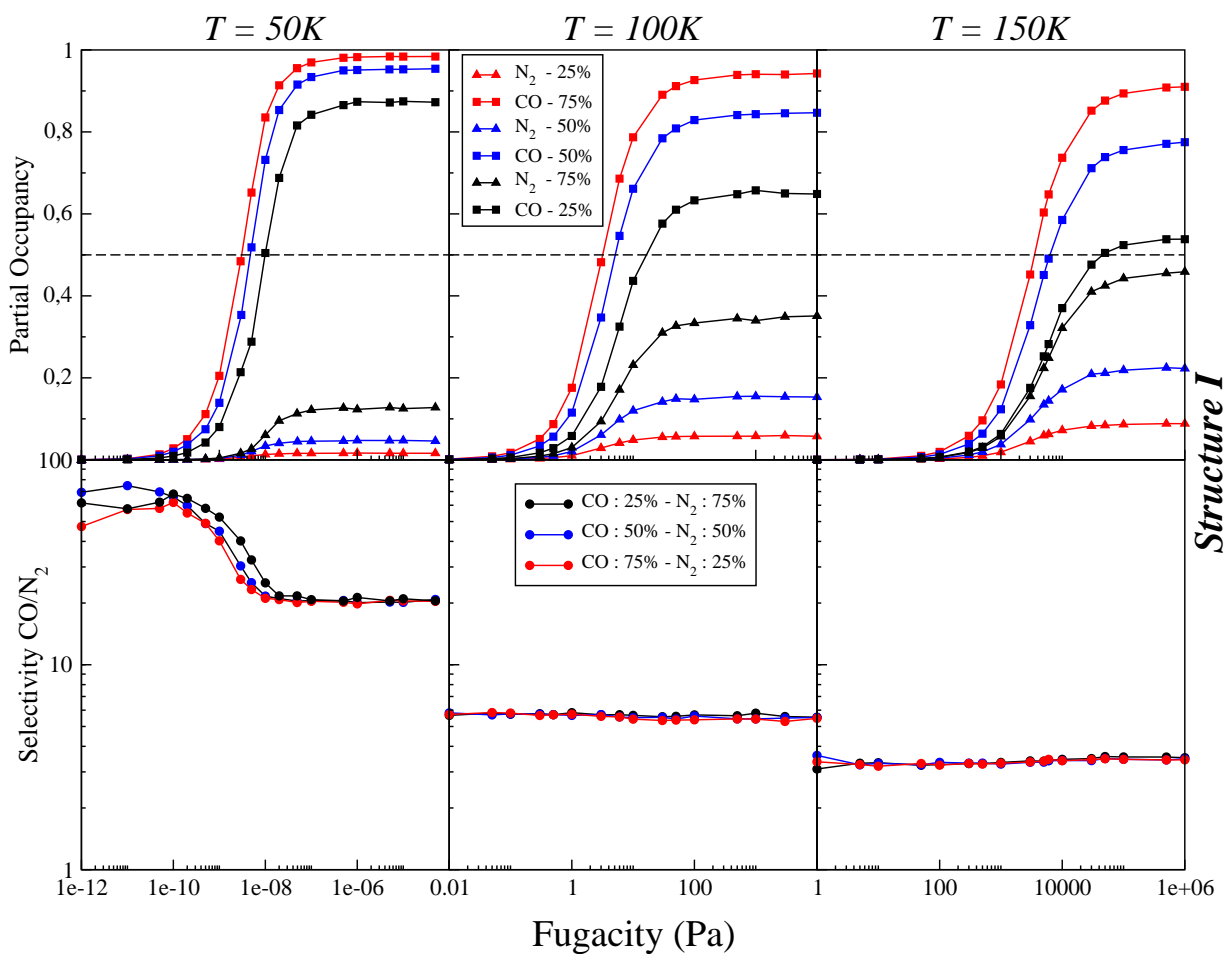 T = 50K
T = 100K
T = 150K
1
0,8
0,6
0,4
0,2
100
10
1
Partial Occupancy
Selectivity CO/N2
N2 - 25%
CO - 75%
N2 - 50%
CO - 50%
N2 - 75%
CO - 25%
CO : 25% - N2 : 75%
CO : 50% - N2 : 50%
CO : 75% - N2 : 25%
Structure I
1e-12
1e-10
1e-08
1e-06
0.01
1
100
1
100
10000
1e+06
Fugacity (Pa)